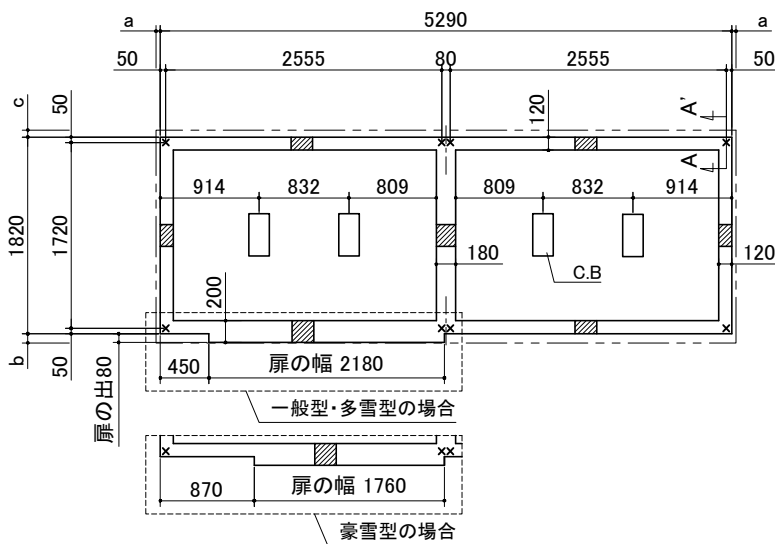 a 5290 a
50 2555 80 2555 50
c 50 120 A'
A
914 832 809 809 832 914
1820 1720
200 180 C.B 120
b 50 扉の出80 450 扉の幅 2180
一般型・多雪型の場合
870 扉の幅 1760
豪雪型の場合